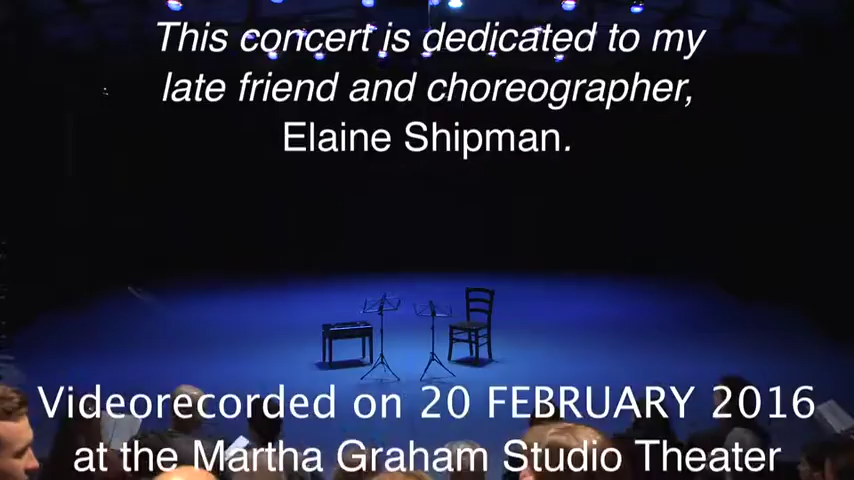 This concert is dedicated to my
late friend and choreographer,
Elaine Shipman.
Videorecorded on 20 FEBRUARY 2016
at the Martha Graham Studio Theater